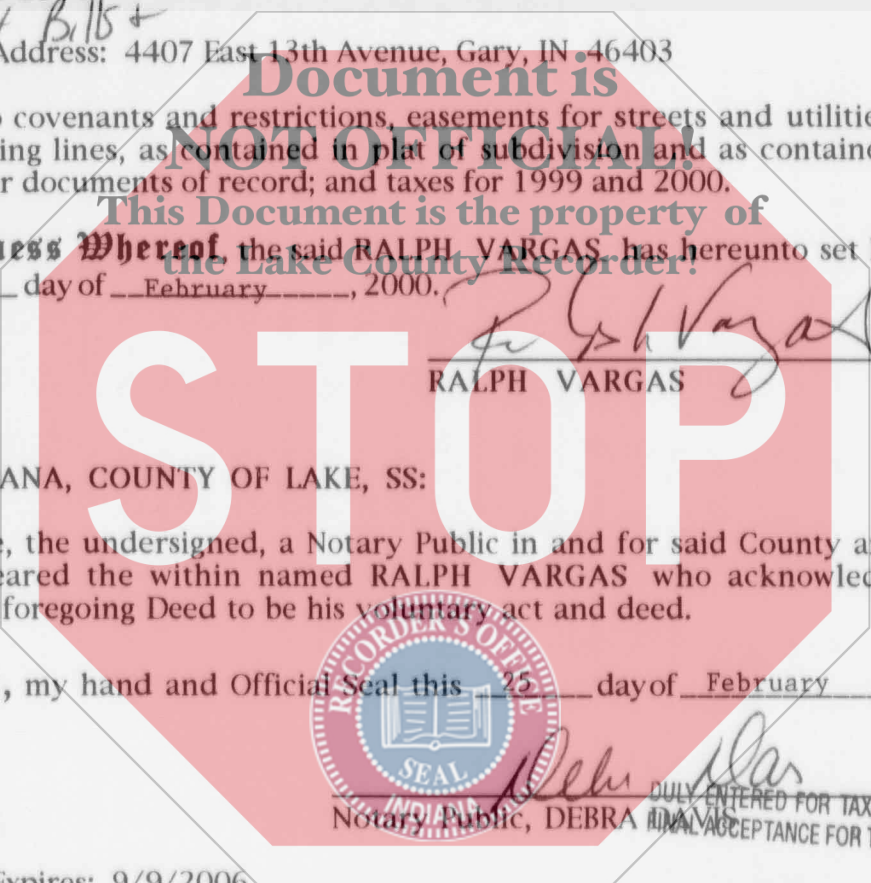 Bills +
Address: 4407 East 13th Avenue, Gary, IN 46403
Document is
covenants and restrictions, easements for streets and utilitie
NOT OFFICIAL!
ing lines, as contained in plat of subdivision and as containe
r documents of record; and taxes for 1999 and 2000.
This Document is the property of
ess Whereof, the said RALPH VARGAS, has hereunto set
the Lake County Recorder!
day of February, 2000.
Ralph Vargas
RALPH VARGAS
STOP
ANA, COUNTY OF LAKE, SS:
e, the undersigned, a Notary Public in and for said County a
eared the within named RALPH VARGAS who acknowled
foregoing Deed to be his voluntary act and deed.
RECORDER'S OFFICE
, my hand and Official Seal this 25 day of February
SEAL
INDIANA
DULY ENTERED FOR TAX
Notary Public, DEBRA DAVIS
FINAL ACCEPTANCE FOR T
Expires: 9/9/2006